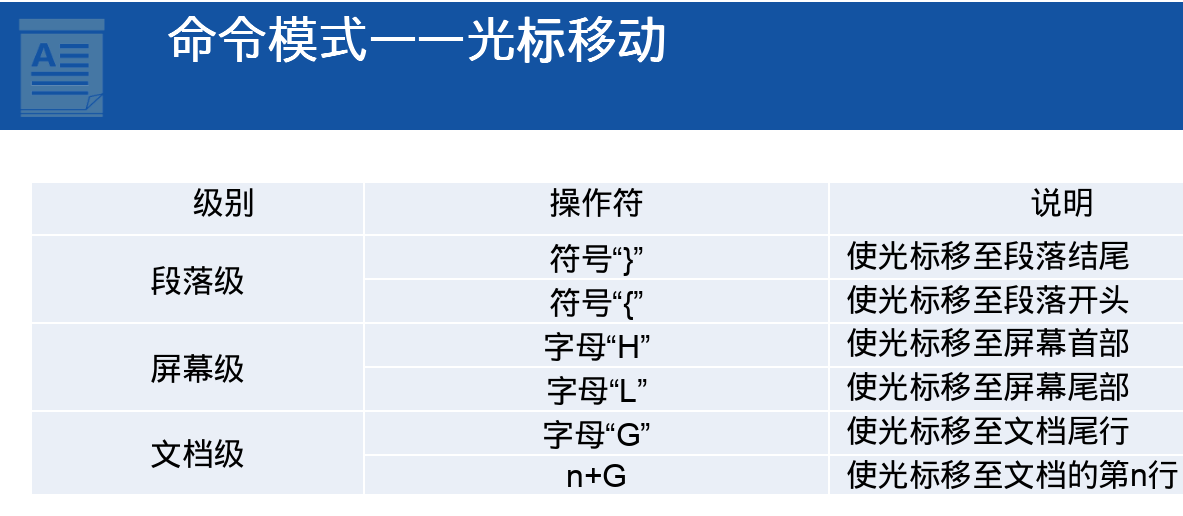 命令模式——光标移动
级别 操作符 说明
段落级 符号“}” 使光标移至段落结尾
符号“{” 使光标移至段落开头
屏幕级 字母“H” 使光标移至屏幕首部
字母“L” 使光标移至屏幕尾部
文档级 字母“G” 使光标移至文档尾行
n+G 使光标移至文档的第n行